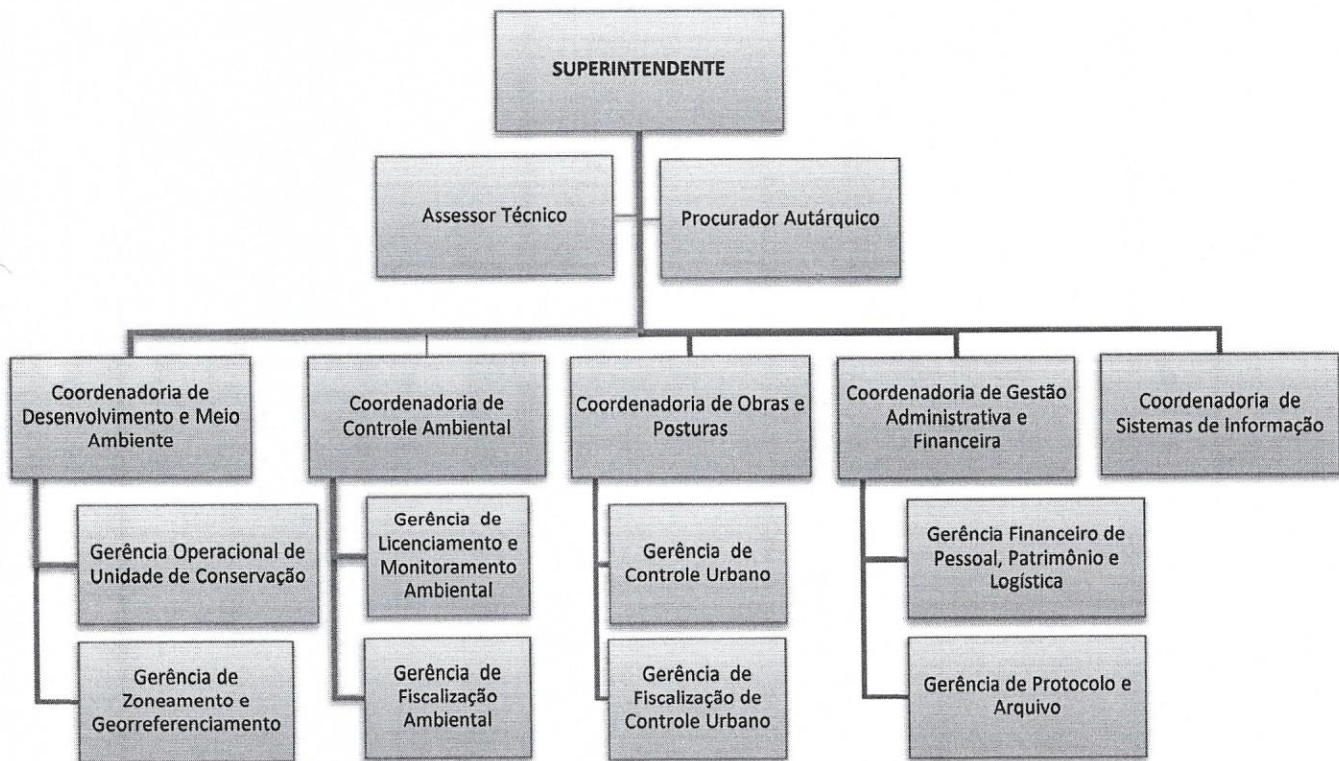 SUPERINTENDENTE
Assessor Técnico
Procurador Autárquico
Coordenadoria de
Desenvolvimento e Meio
Ambiente
Coordenadoria de
Controle Ambiental
Coordenadoria de Obras e
Posturas
Coordenadoria de Gestão
Administrativa e
Financeira
Coordenadoria de
Sistemas de Informação
Gerência Operacional de
Unidade de Conservação
Gerência de
Licenciamento e
Monitoramento
Ambiental
Gerência de
Controle Urbano
Gerência Financeiro de
Pessoal, Patrimônio e
Logística
Gerência de
Zoneamento e
Georreferenciamento
Gerência de
Fiscalização
Ambiental
Gerência de
Fiscalização de
Controle Urbano
Gerência de Protocolo e
Arquivo